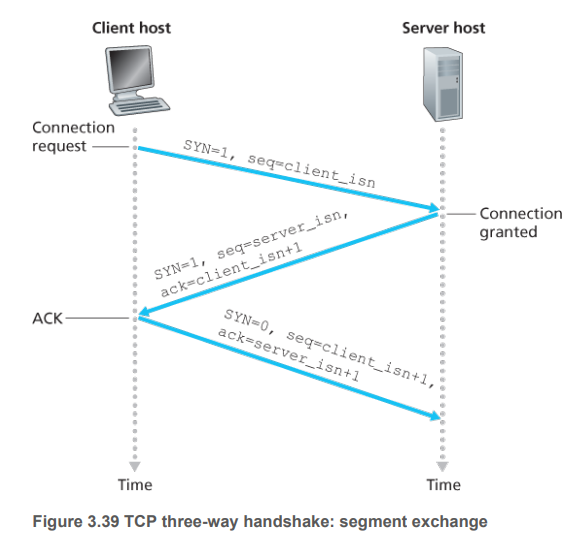 Client host
Server host
Connection
request
SYN=1, seq=client_isn
Connection
granted
SYN=1, seq=server_isn,
ack=client_isn+1
ACK
SYN=0, seq=client_isn+1,
ack=server_isn+1
Time
Time
Figure 3.39 TCP three-way handshake: segment exchange